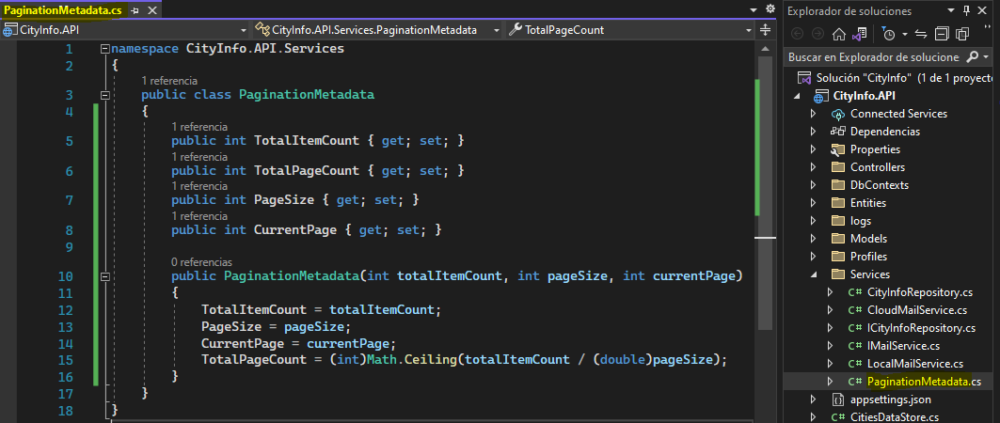 PaginationMetadata.cs
CityInfo.API
CityInfo.API.Services.PaginationMetadata
TotalPageCount
1 namespace CityInfo.API.Services
2 {
1 referencia
3 public class PaginationMetadata
4 {
1 referencia
5 public int TotalItemCount { get; set; }
1 referencia
6 public int TotalPageCount { get; set; }
1 referencia
7 public int PageSize { get; set; }
1 referencia
8 public int CurrentPage { get; set; }
9
0 referencias
10 public PaginationMetadata(int totalItemCount, int pageSize, int currentPage)
11 {
12 TotalItemCount = totalItemCount;
13 PageSize = pageSize;
14 CurrentPage = currentPage;
15 TotalPageCount = (int)Math.Ceiling(totalItemCount / (double)pageSize);
16 }
17 }
18 }
Explorador de soluciones
Buscar en Explorador de solucione
Solución "CityInfo" (1 de 1 proyecto
CityInfo.API
Connected Services
Dependencias
Properties
Controllers
DbContexts
Entities
logs
Models
Profiles
Services
C# CityInfoRepository.cs
C# CloudMailService.cs
C# ICityInfoRepository.cs
C# IMailService.cs
C# LocalMailService.cs
C# PaginationMetadata.cs
appsettings.json
C# CitiesDataStore.cs